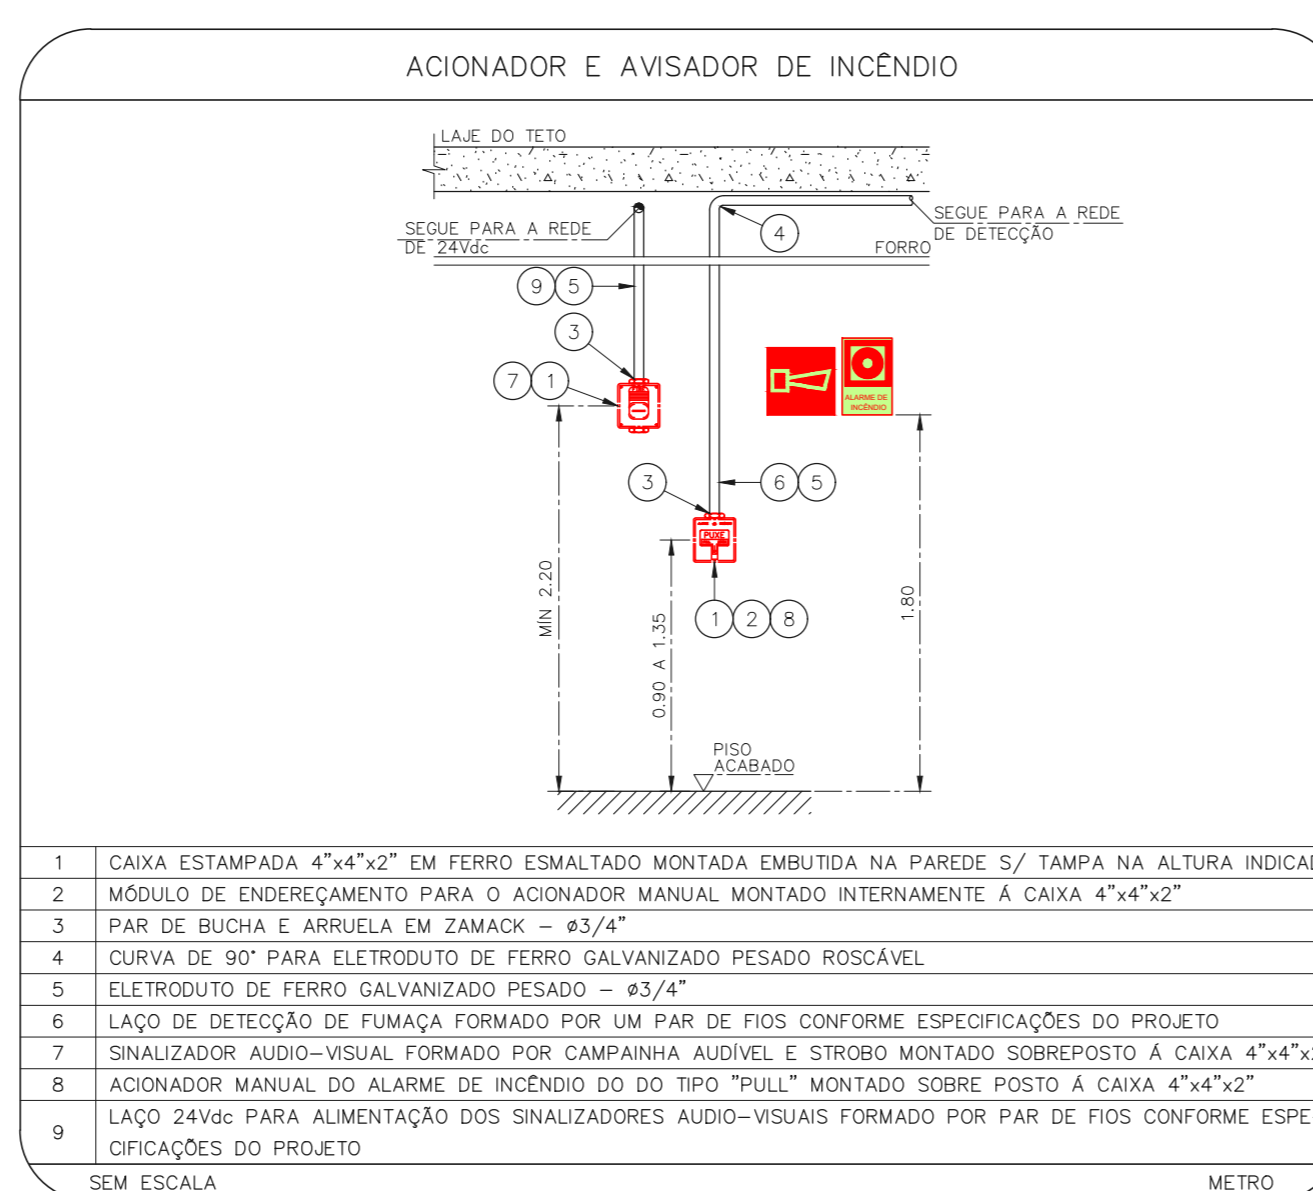 ACIONADOR E AVISADOR DE INCÊNDIO
LAJE DO TETO
SEGUE PARA A REDE
DE 24Vdc
SEGUE PARA A REDE
DE DETECÇÃO
4
FORRO
9 5
3
7 1
ALARME DE
INCÊNDIO
3
6 5
PUXE
MÍN 2.20
0.90 A 1.35
1.80
1 2 8
PISO
ACABADO
1 CAIXA ESTAMPADA 4"x4"x2" EM FERRO ESMALTADO MONTADA EMBUTIDA NA PAREDE S/ TAMPA NA ALTURA
2 MÓDULO DE ENDEREÇAMENTO PARA O ACIONADOR MANUAL MONTADO INTERNAMENTE Á CAIXA 4"x4"x2"
3 PAR DE BUCHA E ARRUELA EM ZAMACK – ø3/4"
4 CURVA DE 90° PARA ELETRODUTO DE FERRO GALVANIZADO PESADO ROSCÁVEL
5 ELETRODUTO DE FERRO GALVANIZADO PESADO – ø3/4"
6 LAÇO DE DETECÇÃO DE FUMAÇA FORMADO POR UM PAR DE FIOS CONFORME ESPECIFICAÇÕES DO PROJETO
7 SINALIZADOR AUDIO–VISUAL FORMADO POR CAMPAINHA AUDÍVEL E STROBO MONTADO SOBREPOSTO Á CAIXA
8 ACIONADOR MANUAL DO ALARME DE INCÊNDIO DO DO TIPO "PULL" MONTADO SOBRE POSTO Á CAIXA 4"x4"x2"
9 LAÇO 24Vdc PARA ALIMENTAÇÃO DOS SINALIZADORES AUDIO–VISUAIS FORMADO POR PAR DE FIOS CONFORME ESPE-
CIFICAÇÕES DO PROJETO
SEM ESCALA
METRO